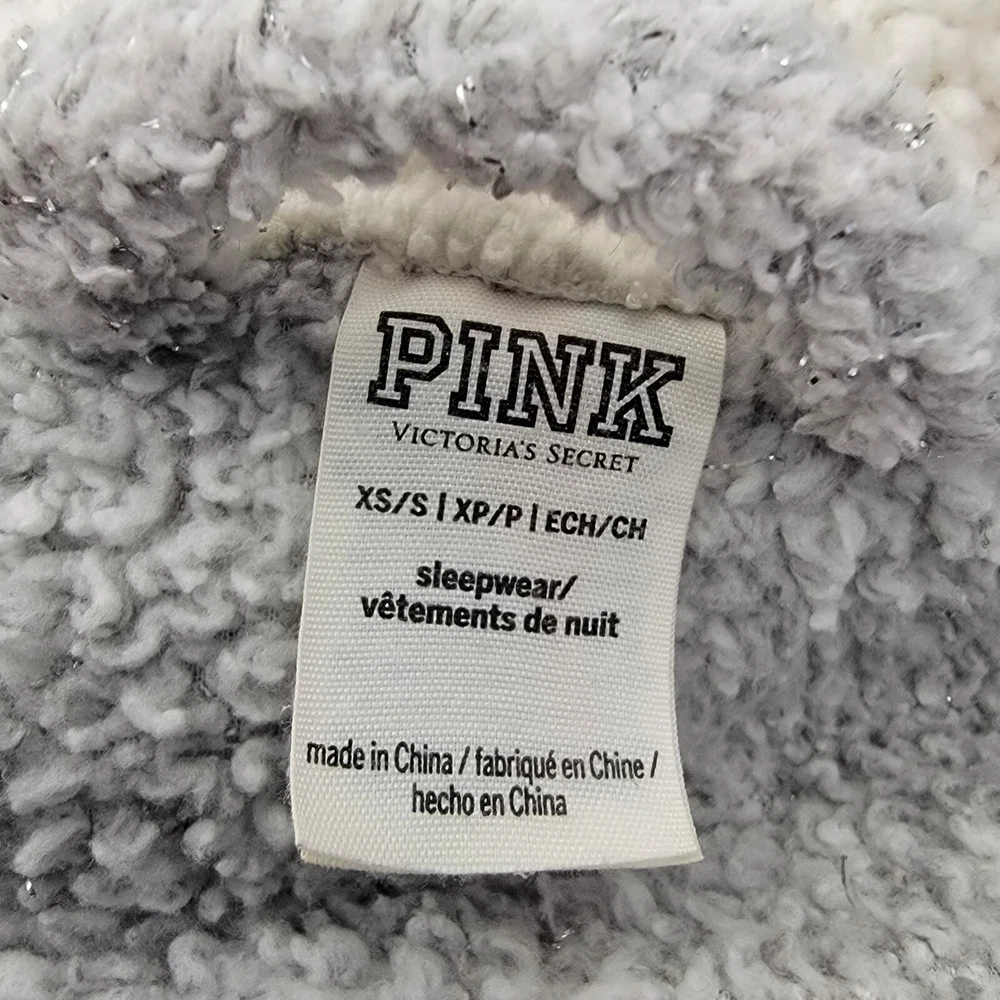 PINK
VICTORIA'S SECRET
XS/S | XP/P | ECH/CH
sleepwear/
vêtements de nuit
made in China / fabriqué en Chine /
hecho en China